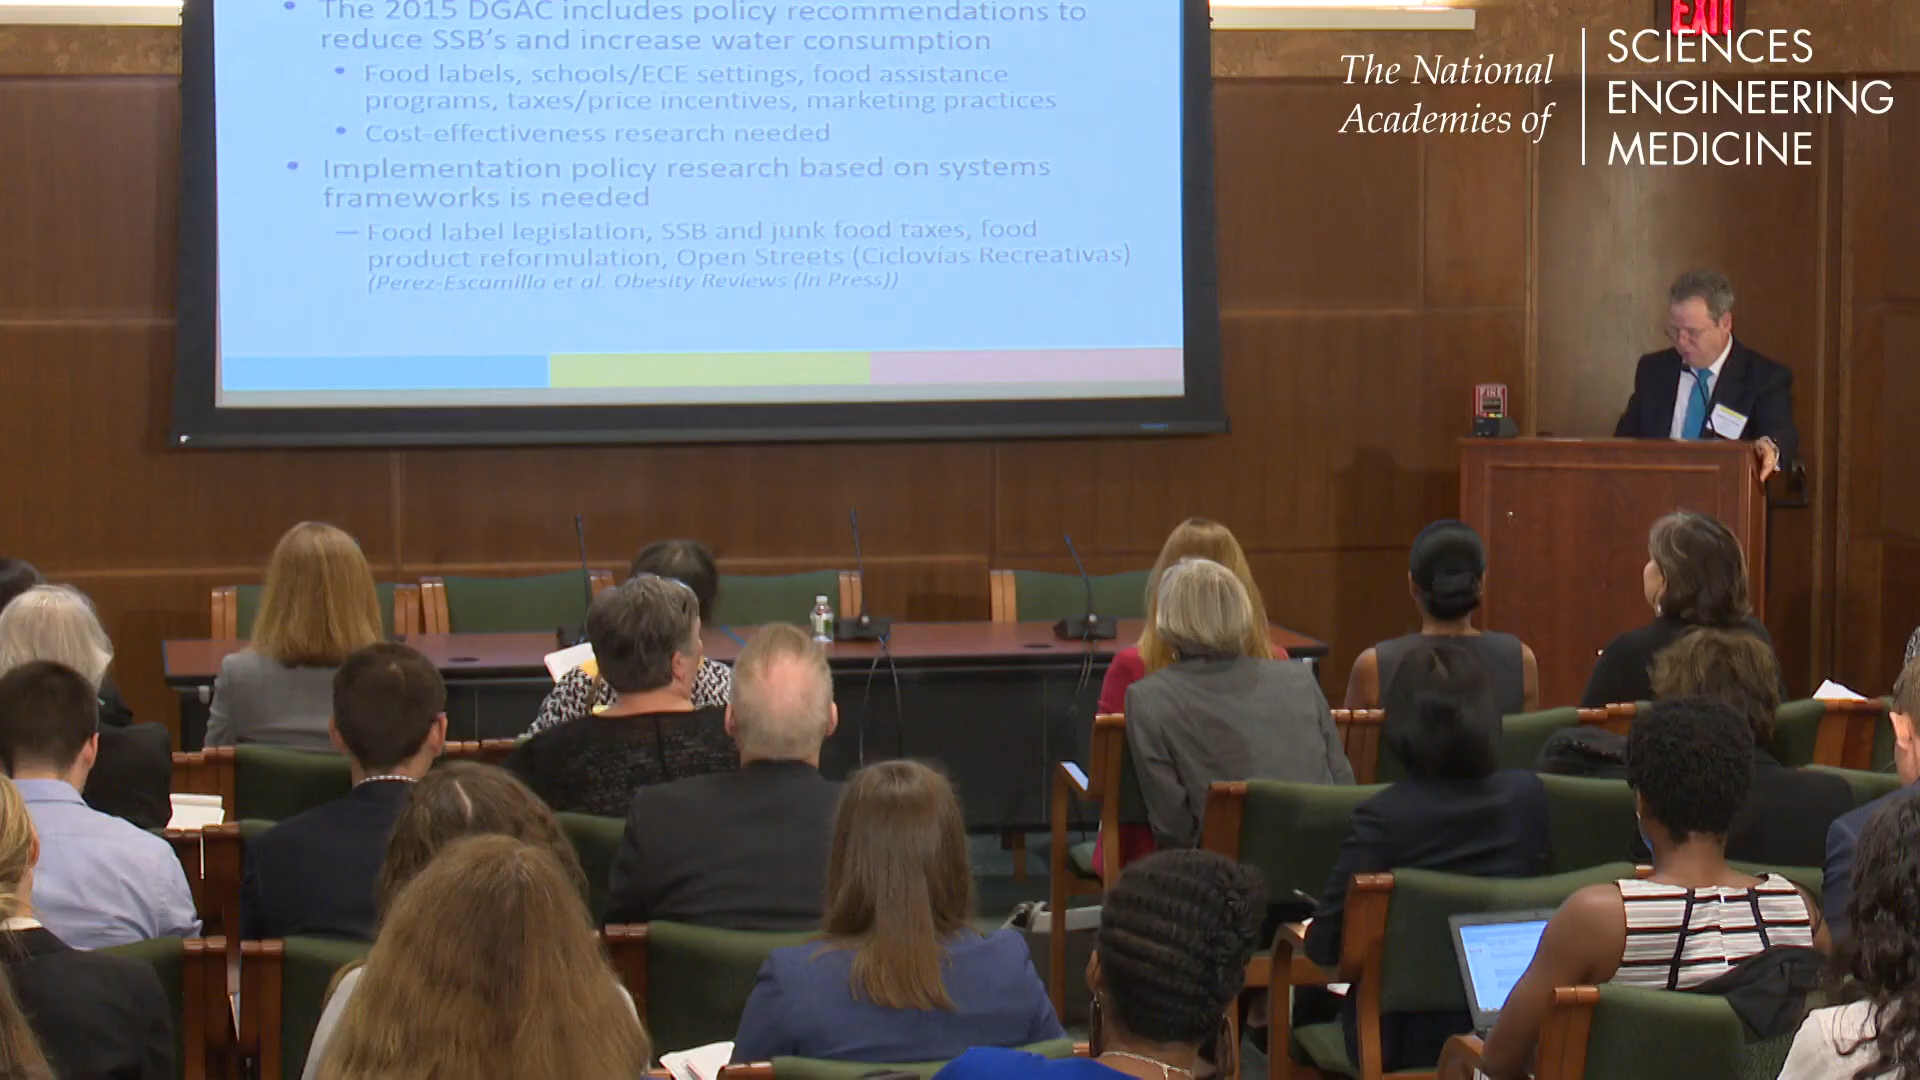 The 2015 DGAC includes policy recommendations to
reduce SSB's and increase water consumption
Food labels, schools/ECE settings, food assistance
programs, taxes/price incentives, marketing practices
Cost-effectiveness research needed
Implementation policy research based on systems
frameworks is needed
— Food label legislation, SSB and junk food taxes, food
product reformulation, Open Streets (Ciclovías Recreativas)
(Perez-Escamilla et al. Obesity Reviews (In Press))
EXIT
The National
Academies of
SCIENCES
ENGINEERING
MEDICINE
FIRE